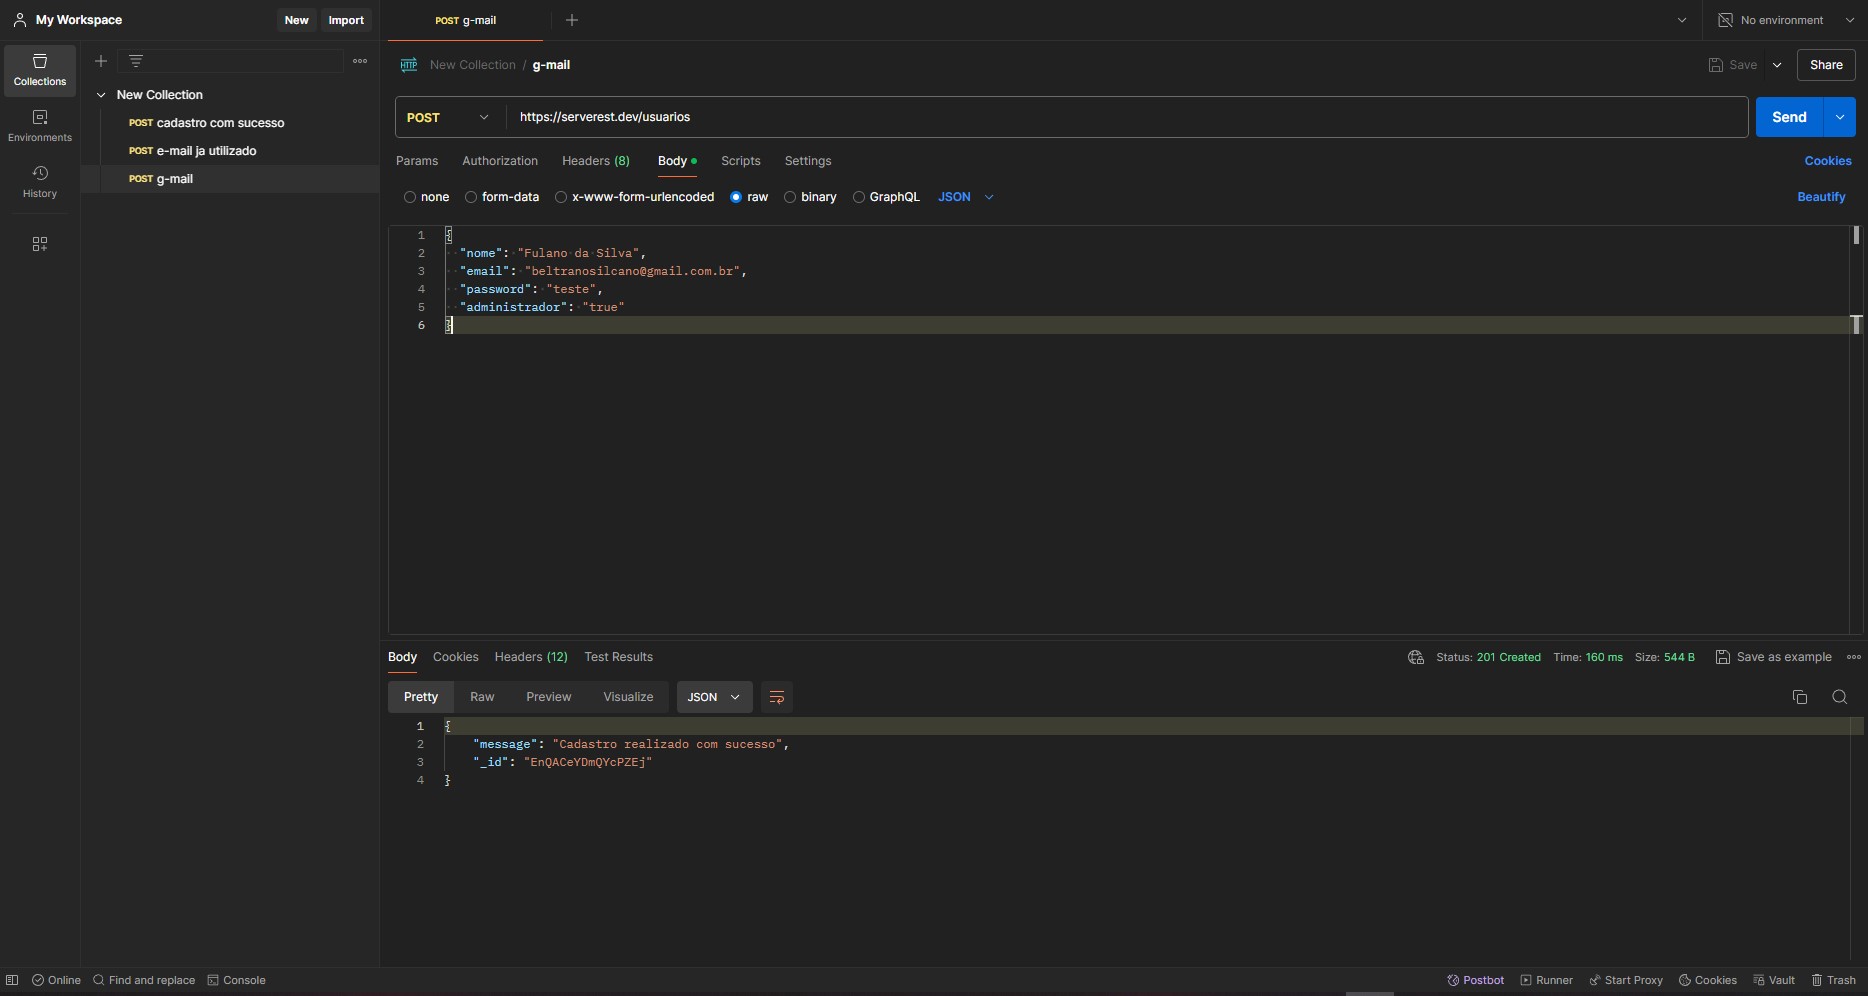 My Workspace
New
Import
POST g-mail
No environment
Collections
New Collection
POST cadastro com sucesso
POST e-mail ja utilizado
POST g-mail
Environments
History
HTTP New Collection / g-mail
Save
Share
POST
https://serverest.dev/usuarios
Send
Params
Authorization
Headers (8)
Body
Scripts
Settings
Cookies
none
form-data
x-www-form-urlencoded
raw
binary
GraphQL
JSON
Beautify
1 {
2 "nome": "Fulano da Silva",
3 "email": "beltranosilcano@gmail.com.br",
4 "password": "teste",
5 "administrador": "true"
6 }
Body
Cookies
Headers (12)
Test Results
Status: 201 Created
Time: 160 ms
Size: 544 B
Save as example
Pretty
Raw
Preview
Visualize
JSON
1 {
2 "message": "Cadastro realizado com sucesso",
3 "_id": "EnQACeYDmQYcPZEj"
4 }
Online
Find and replace
Console
Postbot
Runner
Start Proxy
Cookies
Vault
Trash